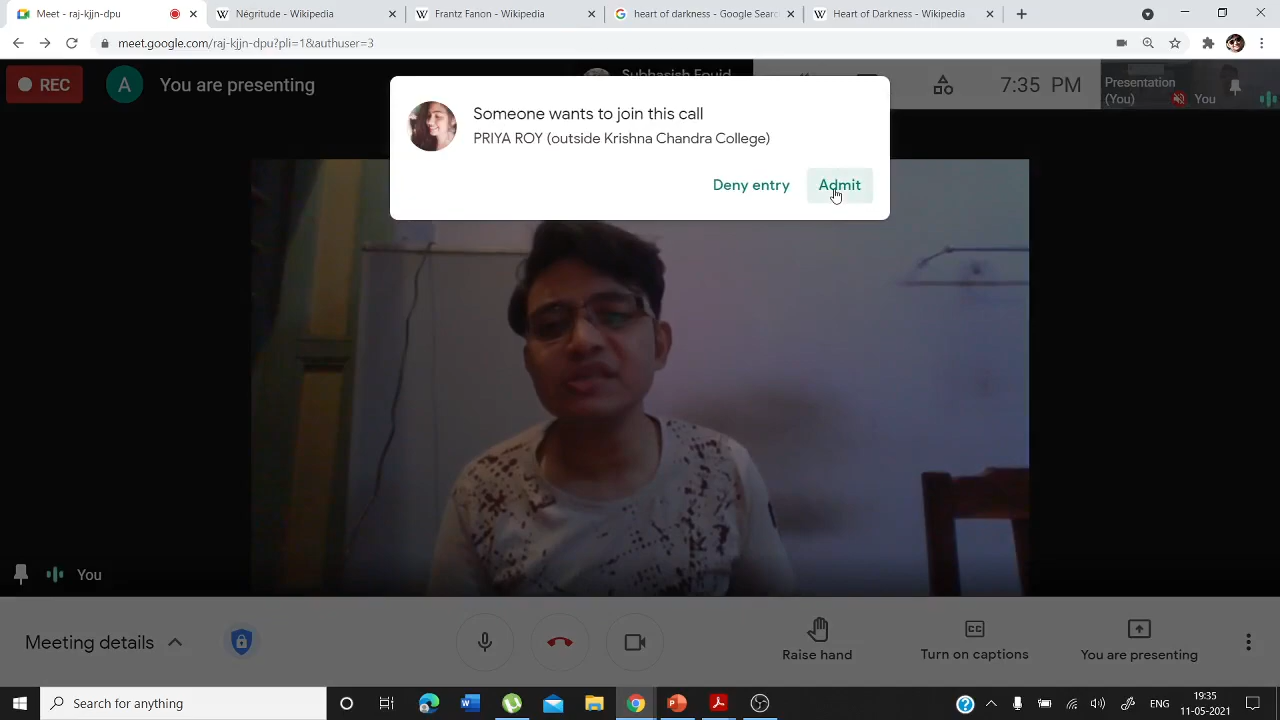 Meet - raj-kjjn-dpu
Négritude - Wikipedia
Frantz Fanon - Wikipedia
heart of darkness - Google Sear
Heart of Darkness - Wikipedia
meet.google.com/raj-kjjn-dpu?pli=1&authuser=3
REC
A
You are presenting
7:35 PM
Presentation
(You)
You
Someone wants to join this call
PRIYA ROY (outside Krishna Chandra College)
Deny entry
Admit
You
Meeting details
Raise hand
Turn on captions
You are presenting
Search for anything
ENG
19:35
11-05-2021